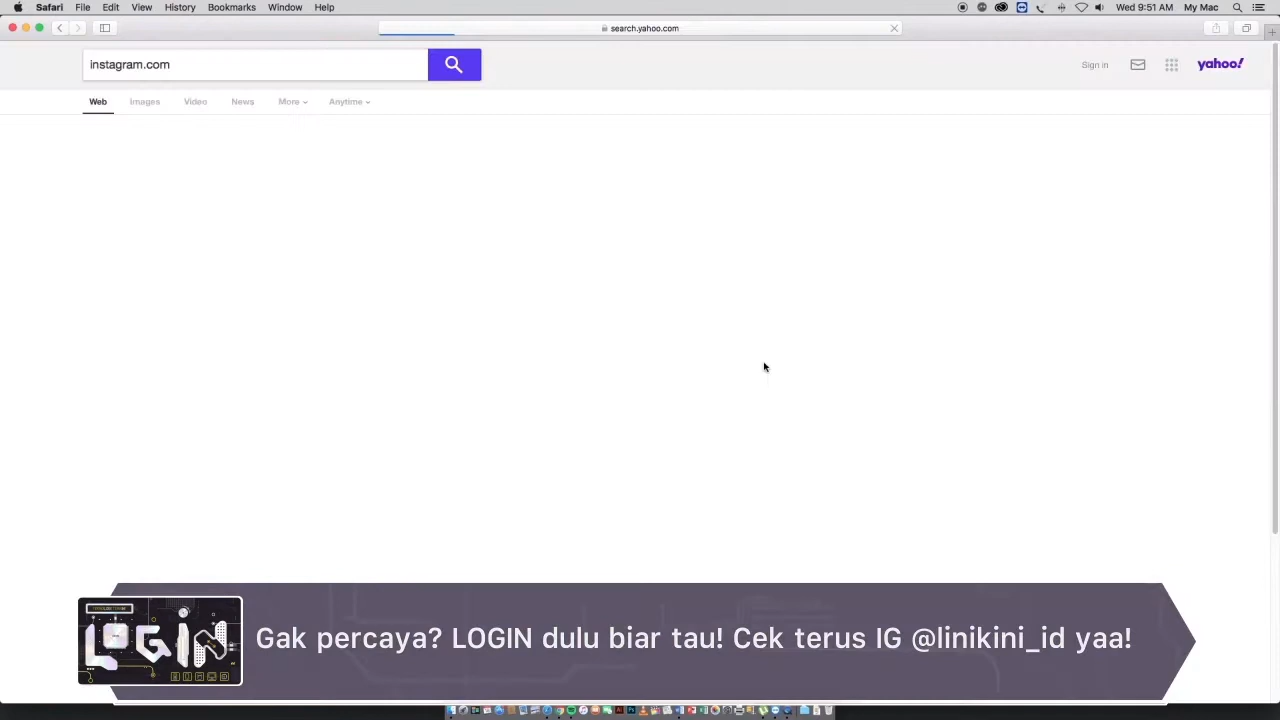 Safari File Edit View History Bookmarks Window Help Wed 9:51 AM My Mac
search.yahoo.com
instagram.com Sign in yahoo!
Web Images Video News More Anytime
LOGIN
Gak percaya? LOGIN dulu biar tau! Cek terus IG @linikini_id yaa!